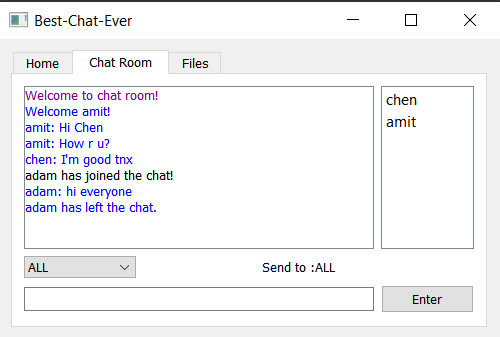 Best-Chat-Ever
Home Chat Room Files
Welcome to chat room!
Welcome amit!
amit: Hi Chen
amit: How r u?
chen: I'm good tnx
adam has joined the chat!
adam: hi everyone
adam has left the chat.
chen
amit
ALL
Send to :ALL
Enter